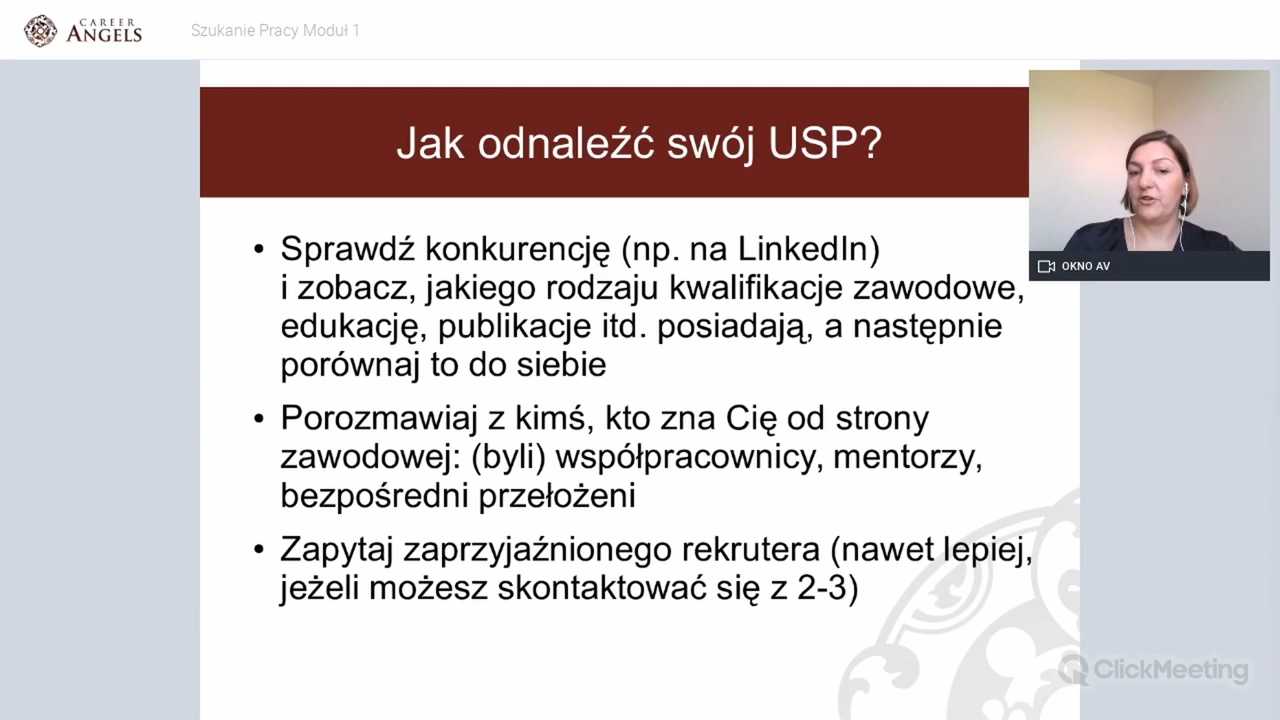 CAREER
ANGELS
Szukanie Pracy Moduł 1
Jak odnaleźć swój USP?
OKNO AV
• Sprawdź konkurencję (np. na LinkedIn)
i zobacz, jakiego rodzaju kwalifikacje zawodowe,
edukację, publikacje itd. posiadają, a następnie
porównaj to do siebie
• Porozmawiaj z kimś, kto zna Cię od strony
zawodowej: (byli) współpracownicy, mentorzy,
bezpośredni przełożeni
• Zapytaj zaprzyjaźnionego rekrutera (nawet lepiej,
jeżeli możesz skontaktować się z 2-3)
ClickMeeting